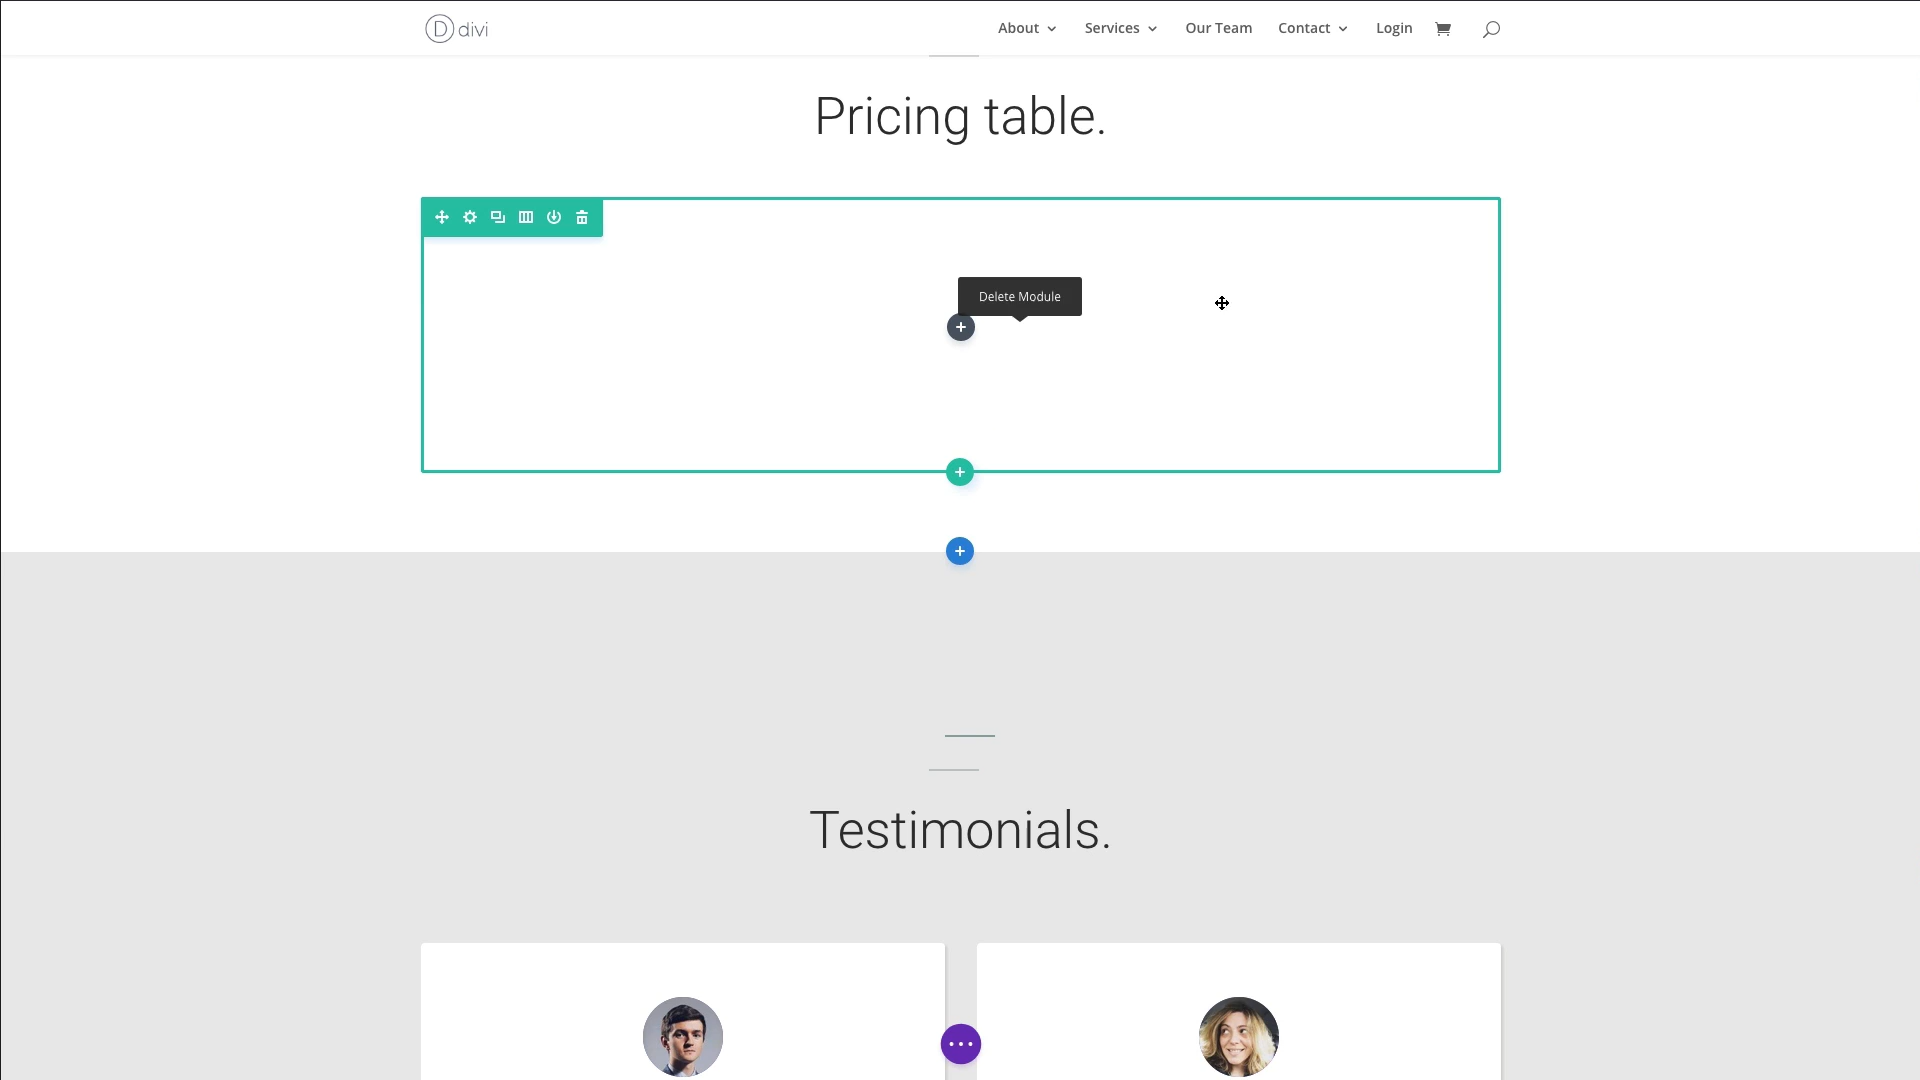 D divi
About
Services
Our Team
Contact
Login
Pricing table.
Delete Module
Testimonials.